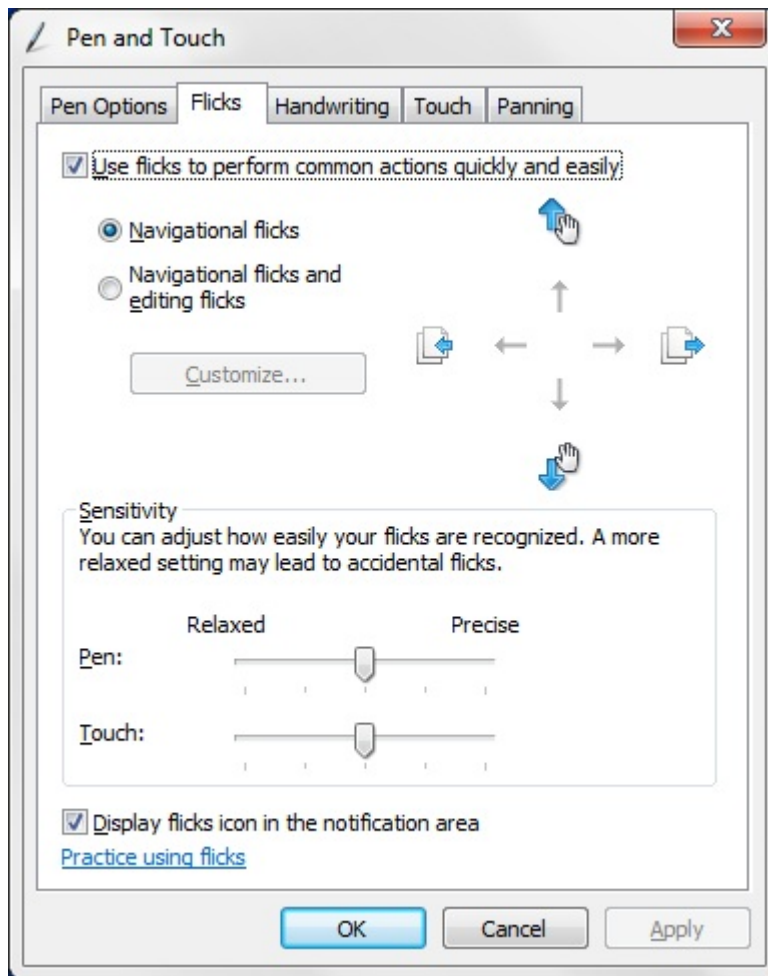 Pen and Touch
Pen Options Flicks Handwriting Touch Panning
Use flicks to perform common actions quickly and easily
Navigational flicks
Navigational flicks and
editing flicks
Customize...
Sensitivity
You can adjust how easily your flicks are recognized. A more
relaxed setting may lead to accidental flicks.
Relaxed Precise
Pen:
Touch:
Display flicks icon in the notification area
Practice using flicks
OK Cancel Apply